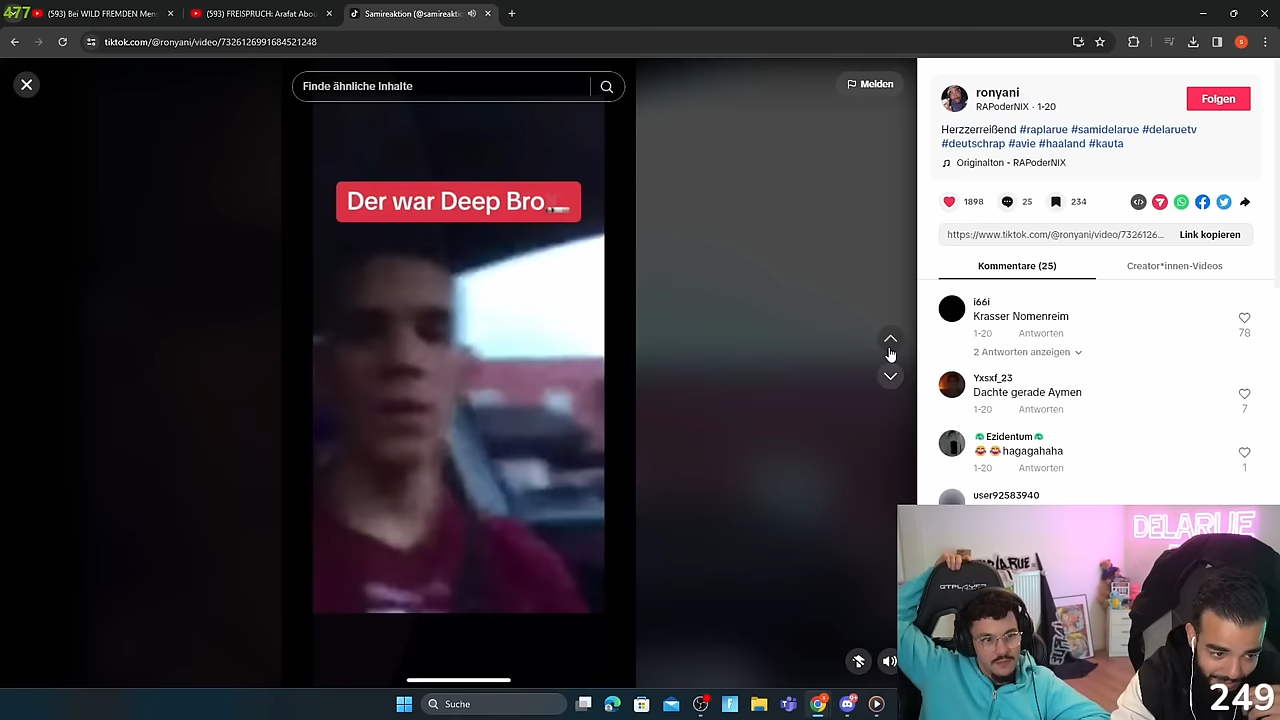 477
(593) Bei WILD FREMDEN Men
(593) FREISPRUCH: Arafat Abou
Samireaktion (@samireakti
tiktok.com/@ronyani/video/7326126991684521248
Finde ähnliche Inhalte
Melden
Der war Deep Bro
ronyani
RAPoderNIX · 1-20
Folgen
Herzzerreißend #raplarue #samidelarue #delaruetv
#deutschrap #avie #haaland #kauta
Originalton - RAPoderNIX
1898
25
234
https://www.tiktok.com/@ronyani/video/7326126...
Link kopieren
Kommentare (25)
Creator*innen-Videos
i66i
Krasser Nomenreim
1-20
Antworten
78
2 Antworten anzeigen
Yxsxf_23
Dachte gerade Aymen
1-20
Antworten
7
Ezidentum
😂 😂 hagagahaha
1-20
Antworten
1
user92583940
DELARUE
GTPLAYER
249
Suche